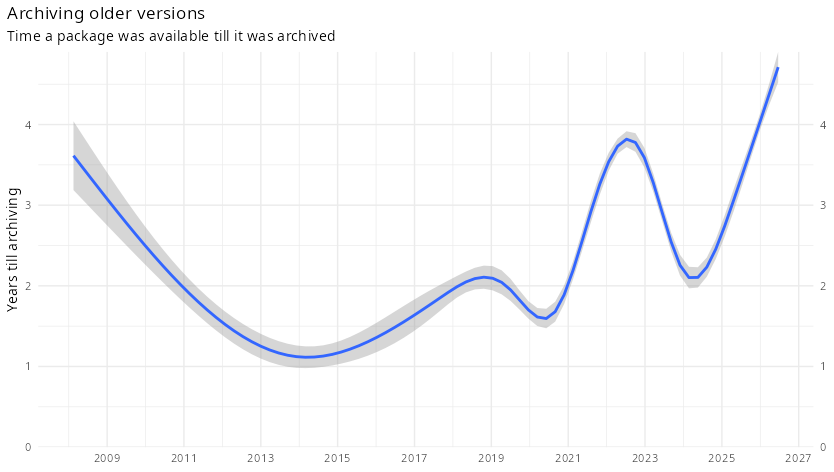 Archiving older versions
Time a package was available till it was archived
Years till archiving
4
3
2
1
0
4
3
2
1
0
2009 2011 2013 2015 2017 2019 2021 2023 2025 2027